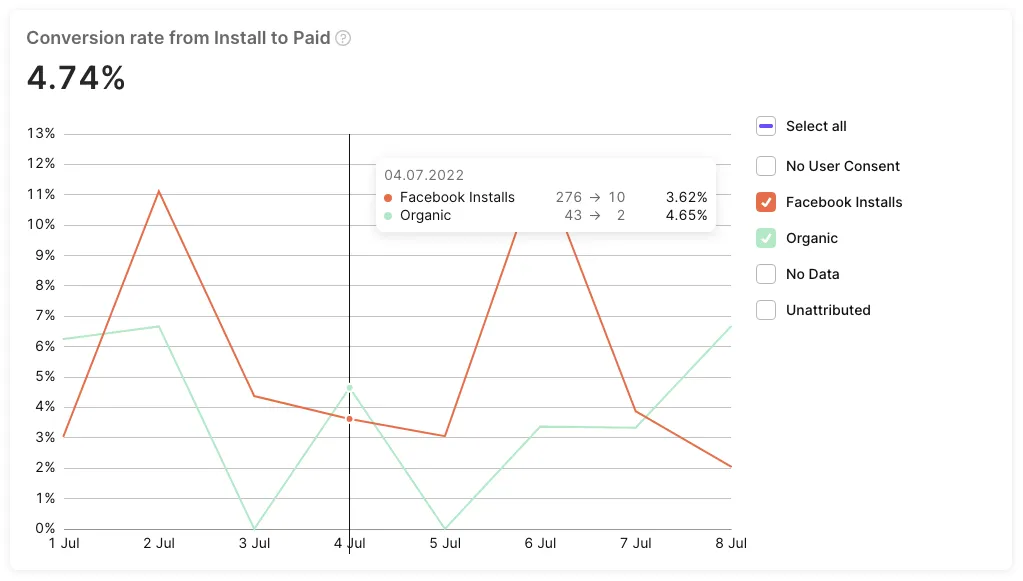 Conversion rate from Install to Paid ?
4.74%
13%
12%
11%
10%
9%
8%
7%
6%
5%
4%
3%
2%
1%
0%
1 Jul 2 Jul 3 Jul 4 Jul 5 Jul 6 Jul 7 Jul 8 Jul
04.07.2022
Facebook Installs 276 → 10 3.62%
Organic 43 → 2 4.65%
Select all
No User Consent
Facebook Installs
Organic
No Data
Unattributed